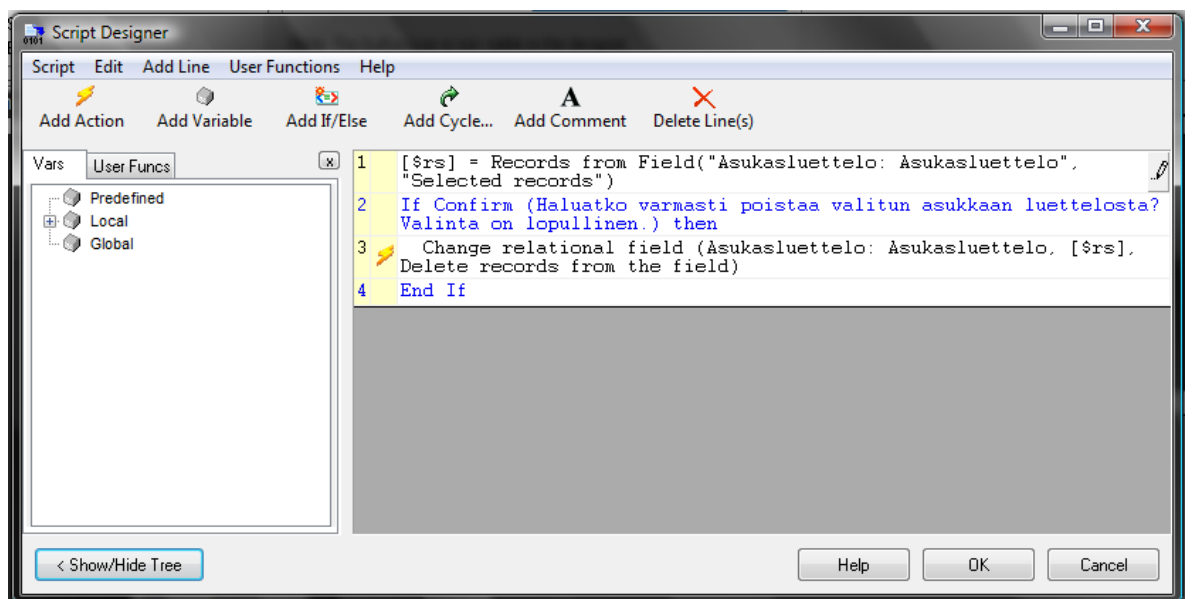 Script Designer
Script Edit Add Line User Functions Help
Add Action Add Variable Add If/Else Add Cycle... Add Comment Delete Line(s)
Vars User Funcs x
Predefined
Local
Global
1 [$rs] = Records from Field("Asukasluettelo: Asukasluettelo",
"Selected records")
2 If Confirm (Haluatko varmasti poistaa valitun asukkaan luettelosta?
Valinta on lopullinen.) then
3 Change relational field (Asukasluettelo: Asukasluettelo, [$rs],
Delete records from the field)
4 End If
< Show/Hide Tree Help OK Cancel